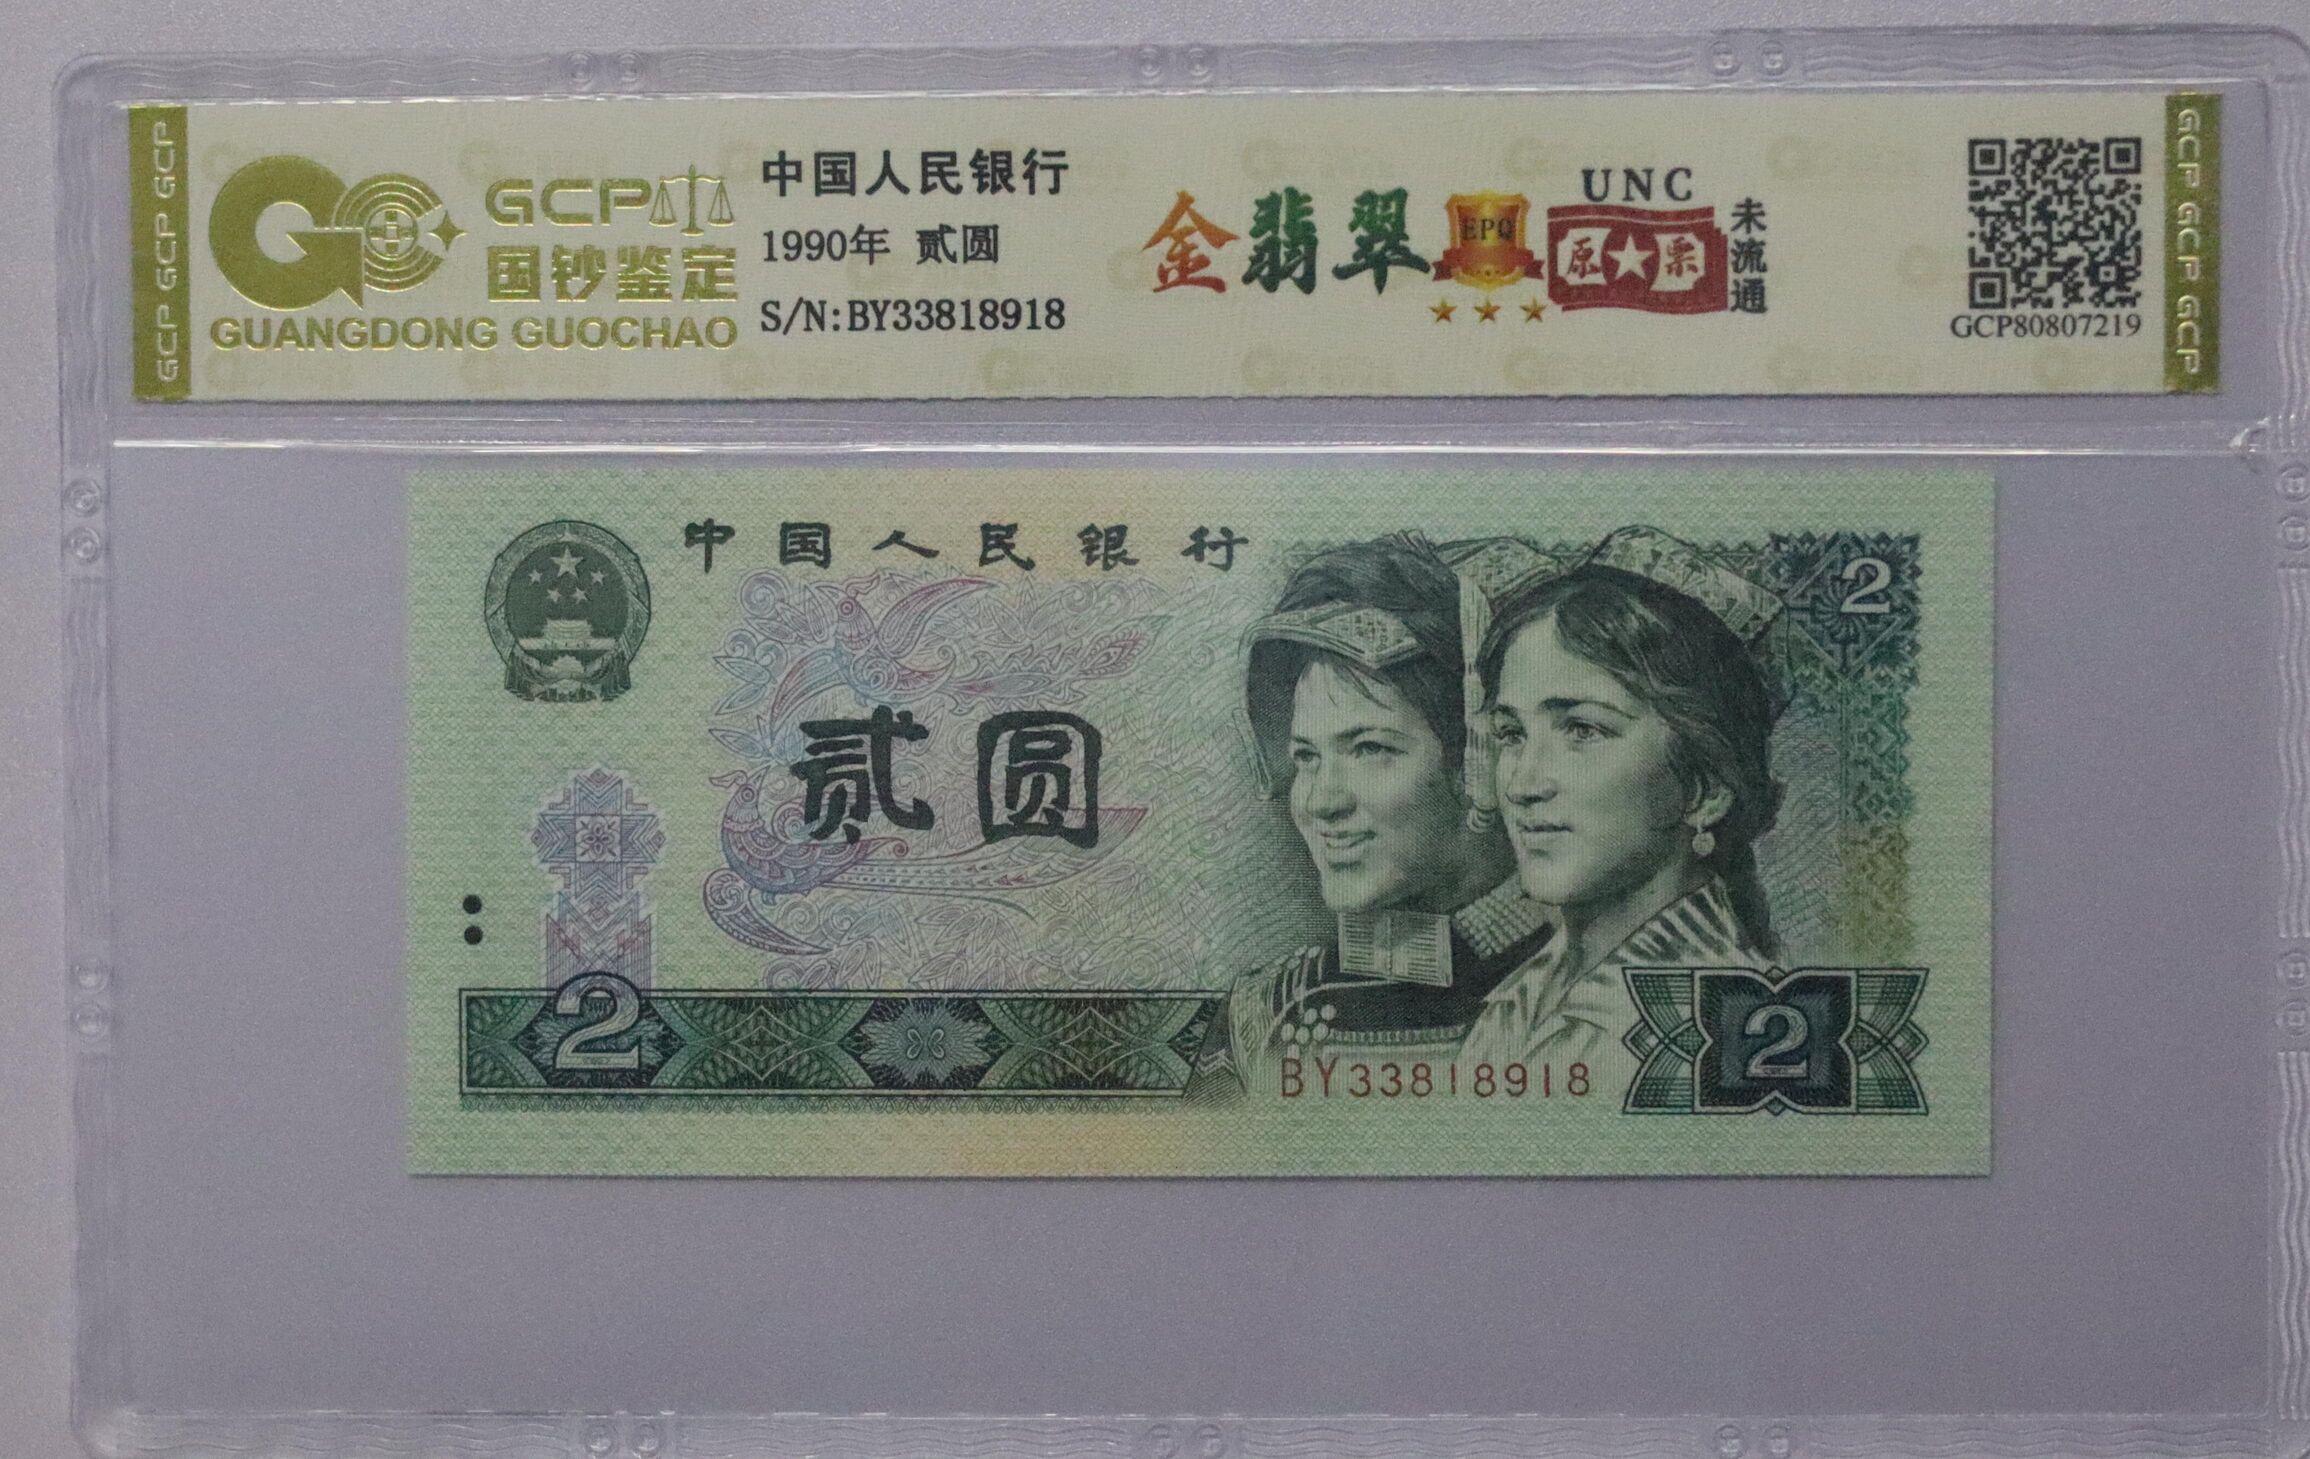 GCP GCP GCP
GCP
国钞鉴定
GUANGDONG GUOCHAO
中国人民银行
1990年 贰圆
S/N:BY33818918
金翡翠
EPQ
UNC
原★票
未流通
GCP80807219
GCP GCP GCP GCP
中国人民银行
2
贰圆
2
2
BY33818918